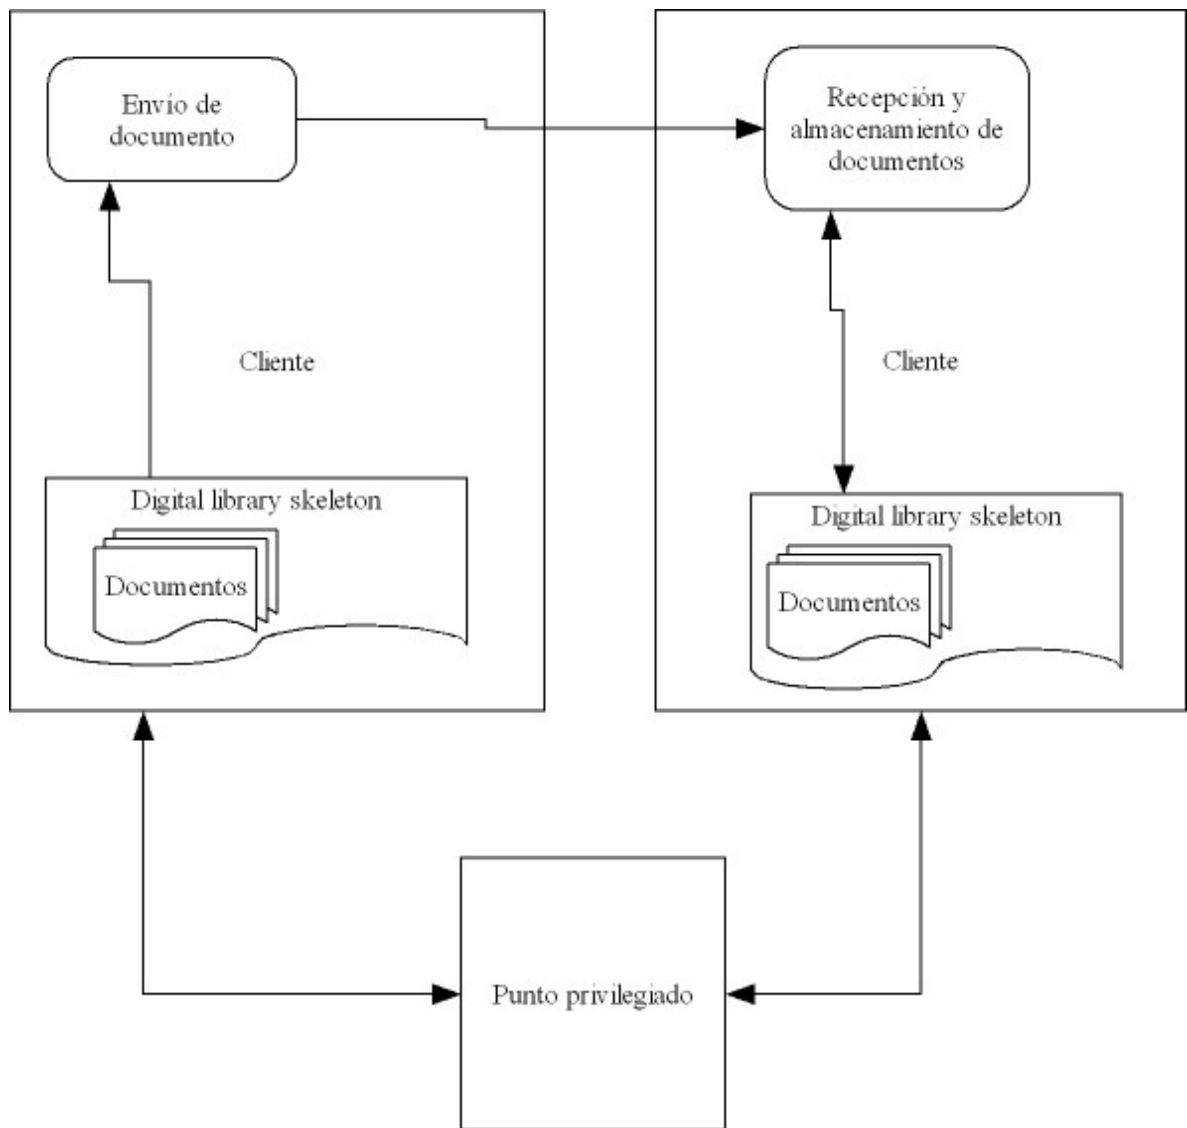 Envío de
documento
Recepción y
almacenamiento de
documentos
Cliente
Cliente
Digital library skeleton
Documentos
Digital library skeleton
Documentos
Punto privilegiado